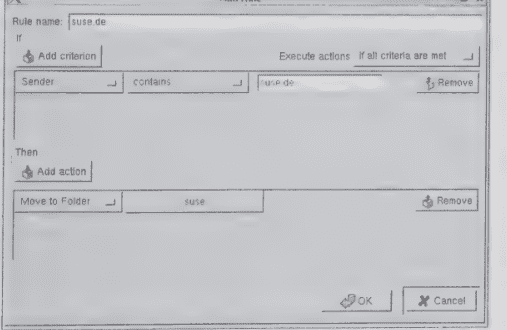 Rule name: suse.de
If
Add criterion Execute actions If all criteria are met
Sender contains suse.de Remove
Then
Add action
Move to Folder suse Remove
OK Cancel